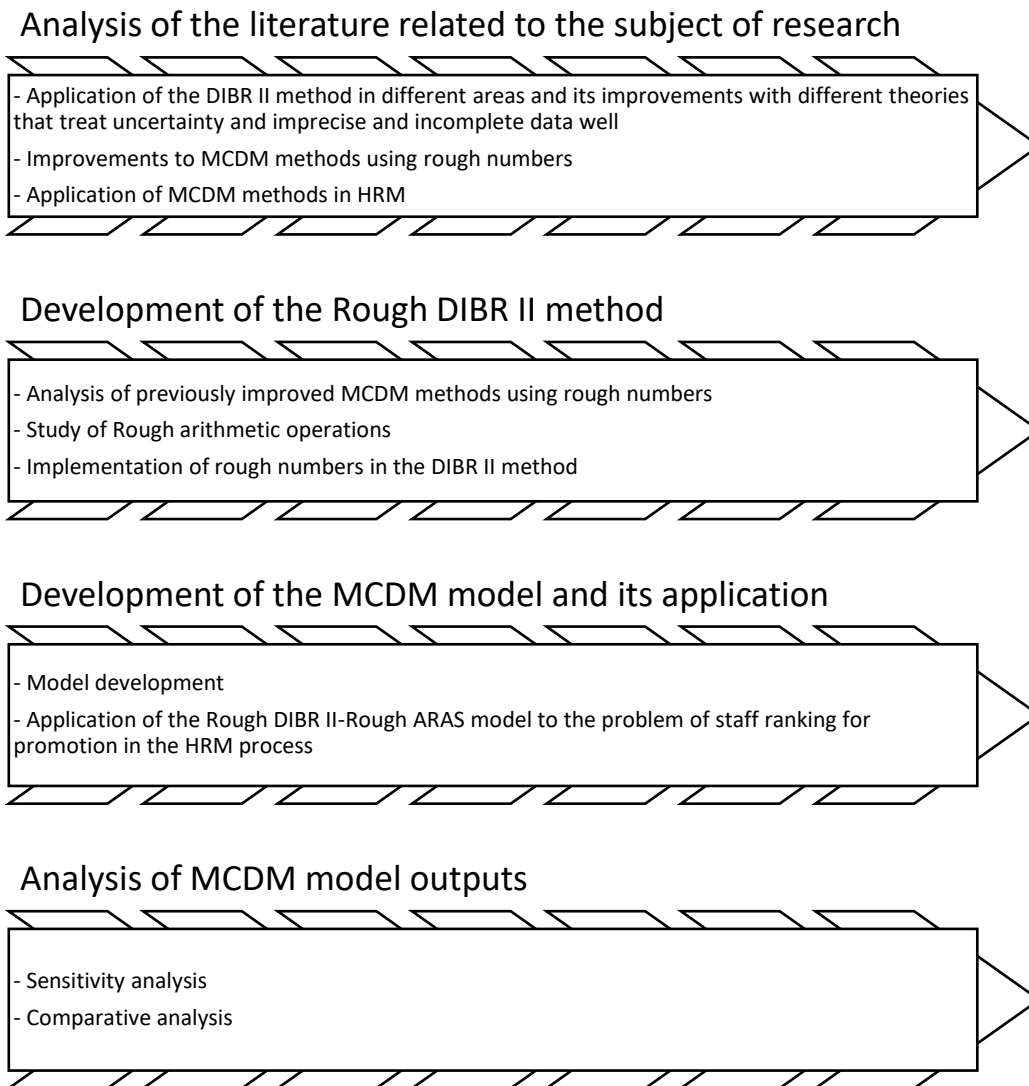 Analysis of the literature related to the subject of research
- Application of the DIBR II method in different areas and its improvements with different theories
that treat uncertainty and imprecise and incomplete data well
- Improvements to MCDM methods using rough numbers
- Application of MCDM methods in HRM
Development of the Rough DIBR II method
- Analysis of previously improved MCDM methods using rough numbers
- Study of Rough arithmetic operations
- Implementation of rough numbers in the DIBR II method
Development of the MCDM model and its application
- Model development
- Application of the Rough DIBR II-Rough ARAS model to the problem of staff ranking for
promotion in the HRM process
Analysis of MCDM model outputs
- Sensitivity analysis
- Comparative analysis